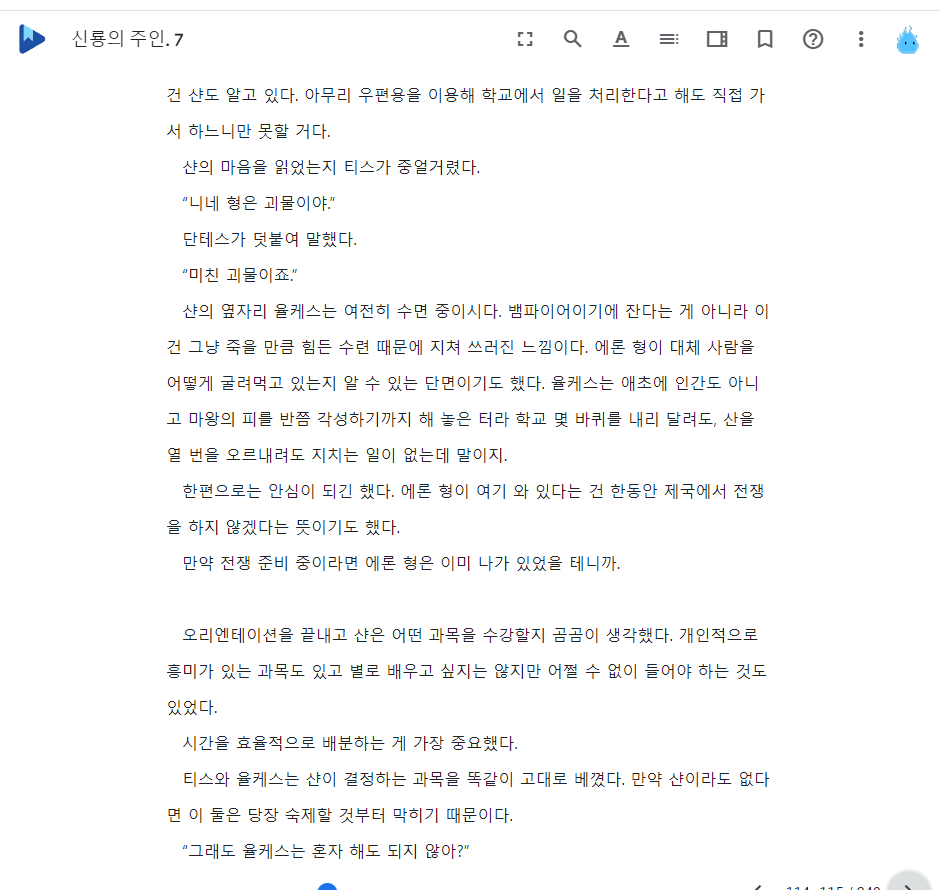 신룡의 주인. 7
건 샨도 알고 있다. 아무리 우편용을 이용해 학교에서 일을 처리한다고 해도 직접 가
서 하느니만 못할 거다.
샨의 마음을 읽었는지 티스가 중얼거렸다.
“니네 형은 괴물이야.”
단테스가 덧붙여 말했다.
“미친 괴물이죠.”
샨의 옆자리 율케스는 여전히 수면 중이시다. 뱀파이어이기에 잔다는 게 아니라 이
건 그냥 죽을 만큼 힘든 수련 때문에 지쳐 쓰러진 느낌이다. 에론 형이 대체 사람을
어떻게 굴려먹고 있는지 알 수 있는 단면이기도 했다. 율케스는 애초에 인간도 아니
고 마왕의 피를 반쯤 각성하기까지 해 놓은 터라 학교 몇 바퀴를 내리 달려도, 산을
열 번을 오르내려도 지치는 일이 없는데 말이지.
한편으로는 안심이 되긴 했다. 에론 형이 여기 와 있다는 건 한동안 제국에서 전쟁
을 하지 않겠다는 뜻이기도 했다.
만약 전쟁 준비 중이라면 에론 형은 이미 나가 있었을 테니까.
오리엔테이션을 끝내고 샨은 어떤 과목을 수강할지 곰곰이 생각했다. 개인적으로
흥미가 있는 과목도 있고 별로 배우고 싶지는 않지만 어쩔 수 없이 들어야 하는 것도
있었다.
시간을 효율적으로 배분하는 게 가장 중요했다.
티스와 율케스는 샨이 결정하는 과목을 똑같이 고대로 베꼈다. 만약 샨이라도 없다
면 이 둘은 당장 숙제할 것부터 막히기 때문이다.
“그래도 율케스는 혼자 해도 되지 않아?”